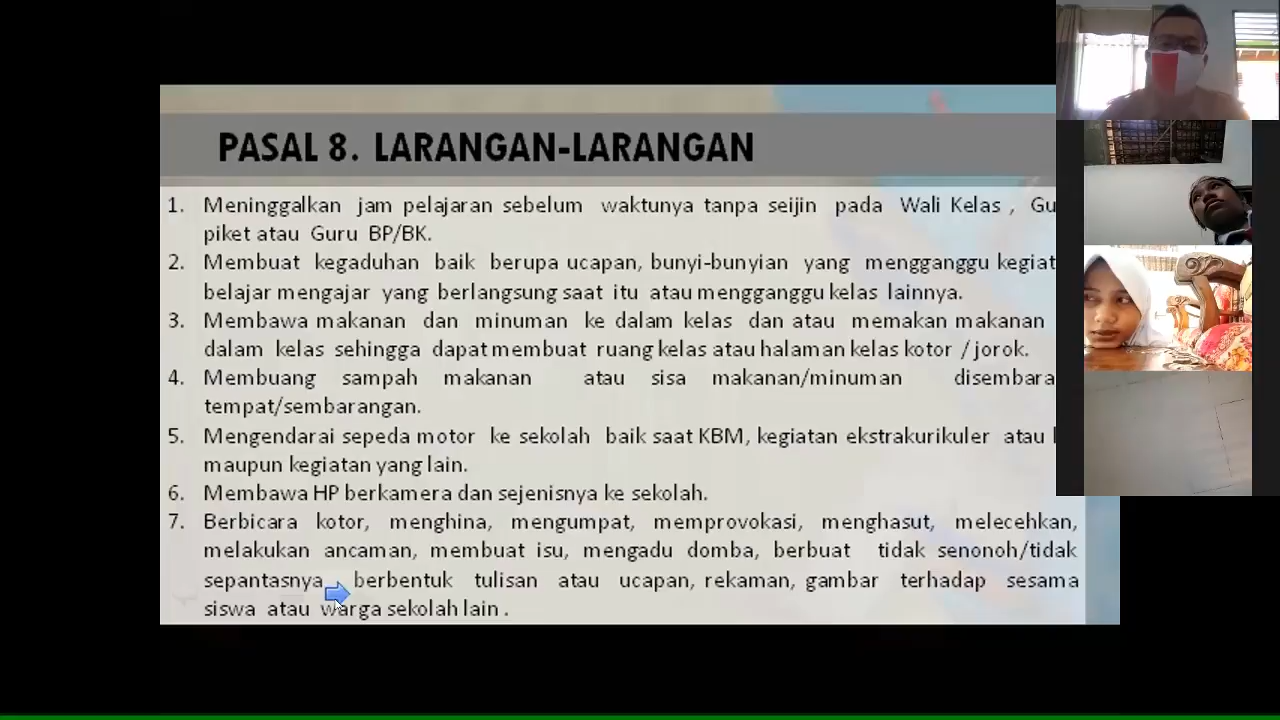 PASAL 8. LARANGAN-LARANGAN
1. Meninggalkan jam pelajaran sebelum waktunya tanpa seijin pada Wali Kelas , Gu
piket atau Guru BP/BK.
2. Membuat kegaduhan baik berupa ucapan, bunyi-bunyian yang mengganggu kegiat
belajar mengajar yang berlangsung saat itu atau mengganggu kelas lainnya.
3. Membawa makanan dan minuman ke dalam kelas dan atau memakan makanan
dalam kelas sehingga dapat membuat ruang kelas atau halaman kelas kotor / jorok.
4. Membuang sampah makanan atau sisa makanan/minuman disembara
tempat/sembarangan.
5. Mengendarai sepeda motor ke sekolah baik saat KBM, kegiatan ekstrakurikuler atau
maupun kegiatan yang lain.
6. Membawa HP berkamera dan sejenisnya ke sekolah.
7. Berbicara kotor, menghina, mengumpat, memprovokasi, menghasut, melecehkan,
melakukan ancaman, membuat isu, mengadu domba, berbuat tidak senonoh/tidak
sepantasnya berbentuk tulisan atau ucapan, rekaman, gambar terhadap sesama
siswa atau warga sekolah lain .